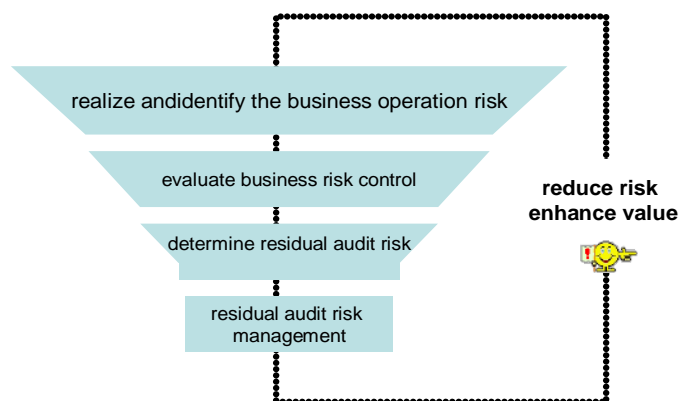 realize andidentify the business operation risk
evaluate business risk control
determine residual audit risk
residual audit risk
management
reduce risk
enhance value
!